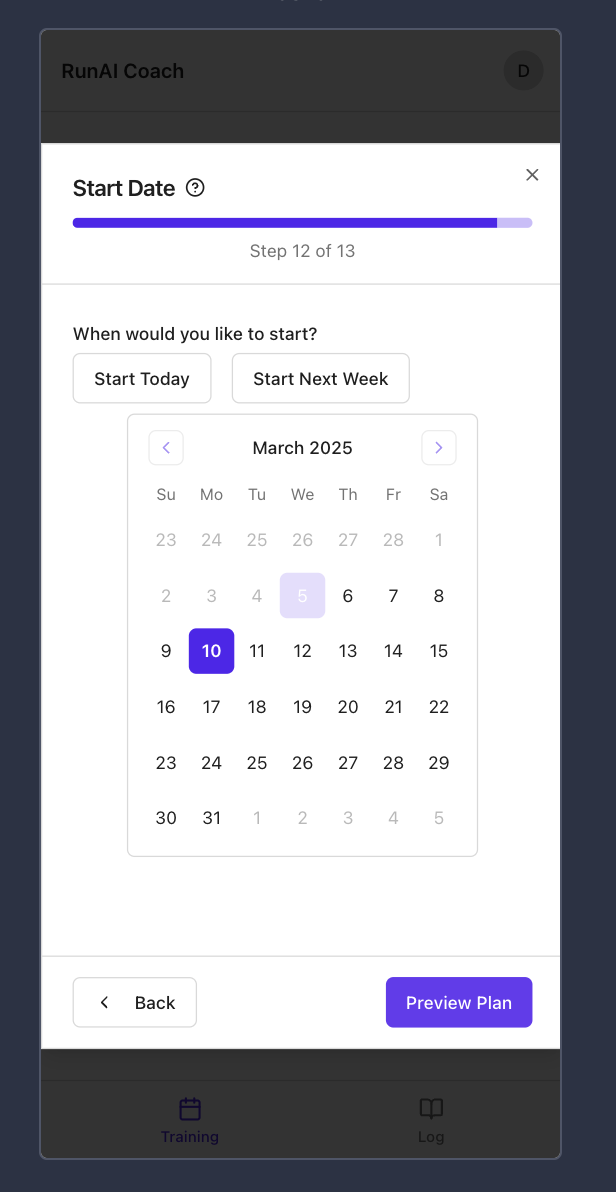 RunAI Coach D
Start Date ?
Step 12 of 13
When would you like to start?
Start Today Start Next Week
March 2025
Su Mo Tu We Th Fr Sa
23 24 25 26 27 28 1
2 3 4 5 6 7 8
9 10 11 12 13 14 15
16 17 18 19 20 21 22
23 24 25 26 27 28 29
30 31 1 2 3 4 5
Back Preview Plan
Training Log